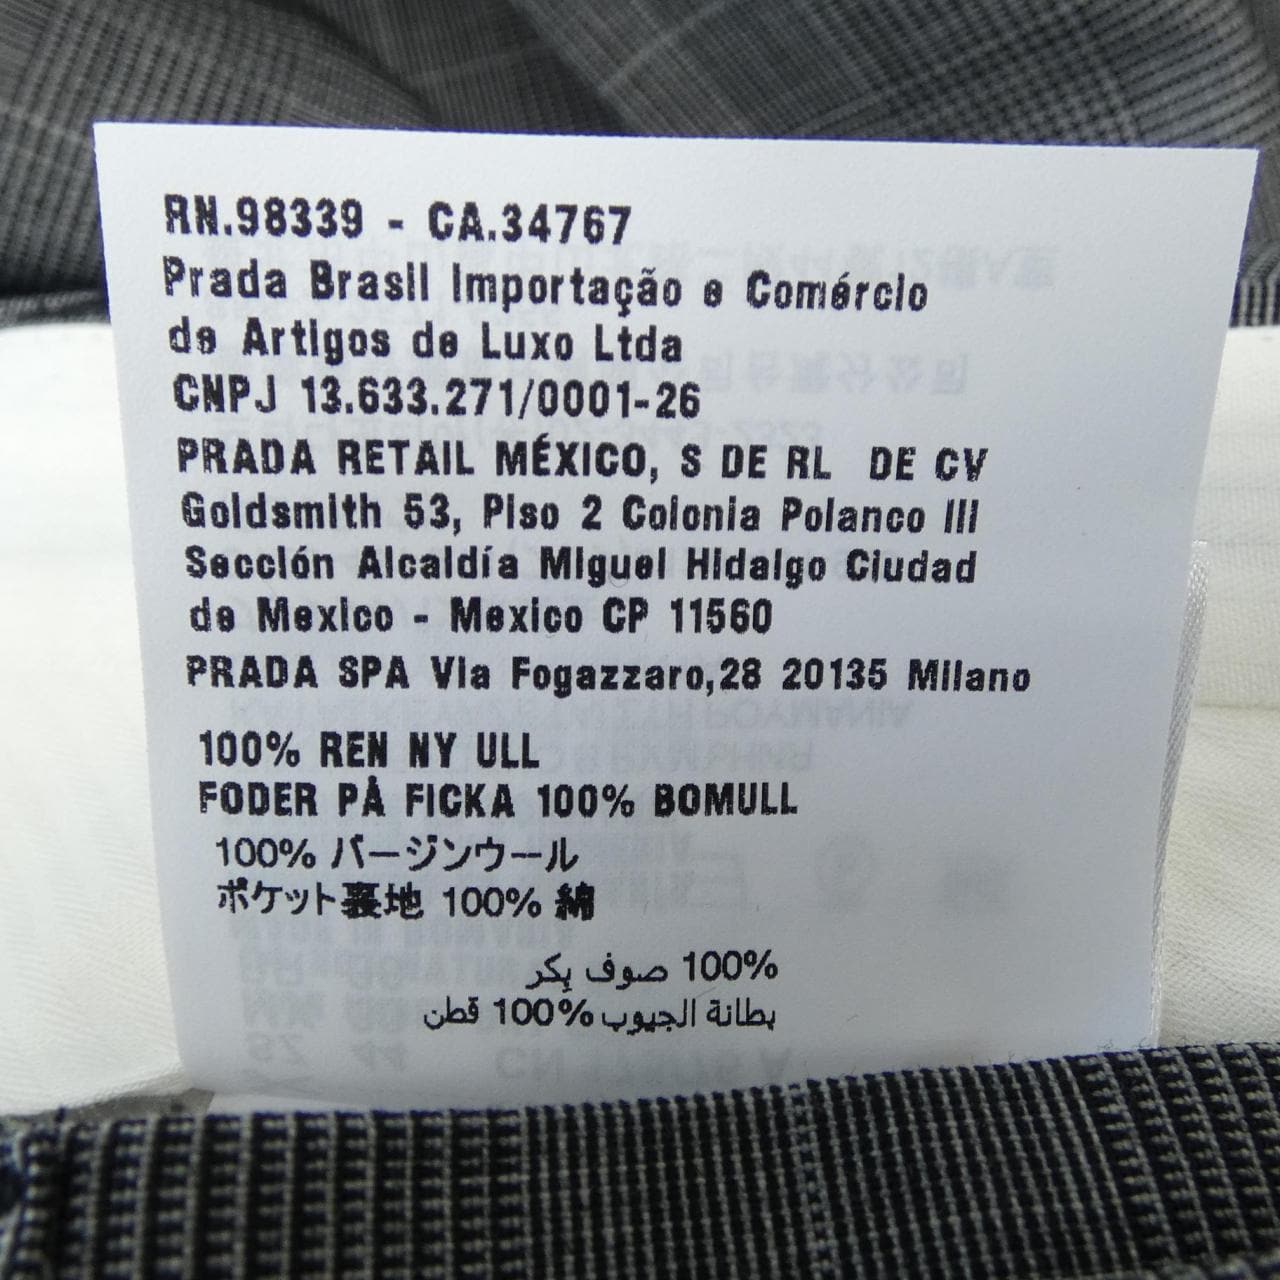 RN.98339 - CA.34767
Prada Brasil Importação e Comércio
de Artigos de Luxo Ltda
CNPJ 13.633.271/0001-26
PRADA RETAIL MÉXICO, S DE RL DE CV
Goldsmith 53, Piso 2 Colonia Polanco III
Sección Alcaldía Miguel Hidalgo Ciudad
de Mexico - Mexico CP 11560
PRADA SPA Via Fogazzaro,28 20135 Milano
100% REN NY ULL
FODER PÅ FICKA 100% BOMULL
100% バージンウール
ポケット裏地 100% 綿
100% صوف بِكر
بطانة الجيوب 100% قطن